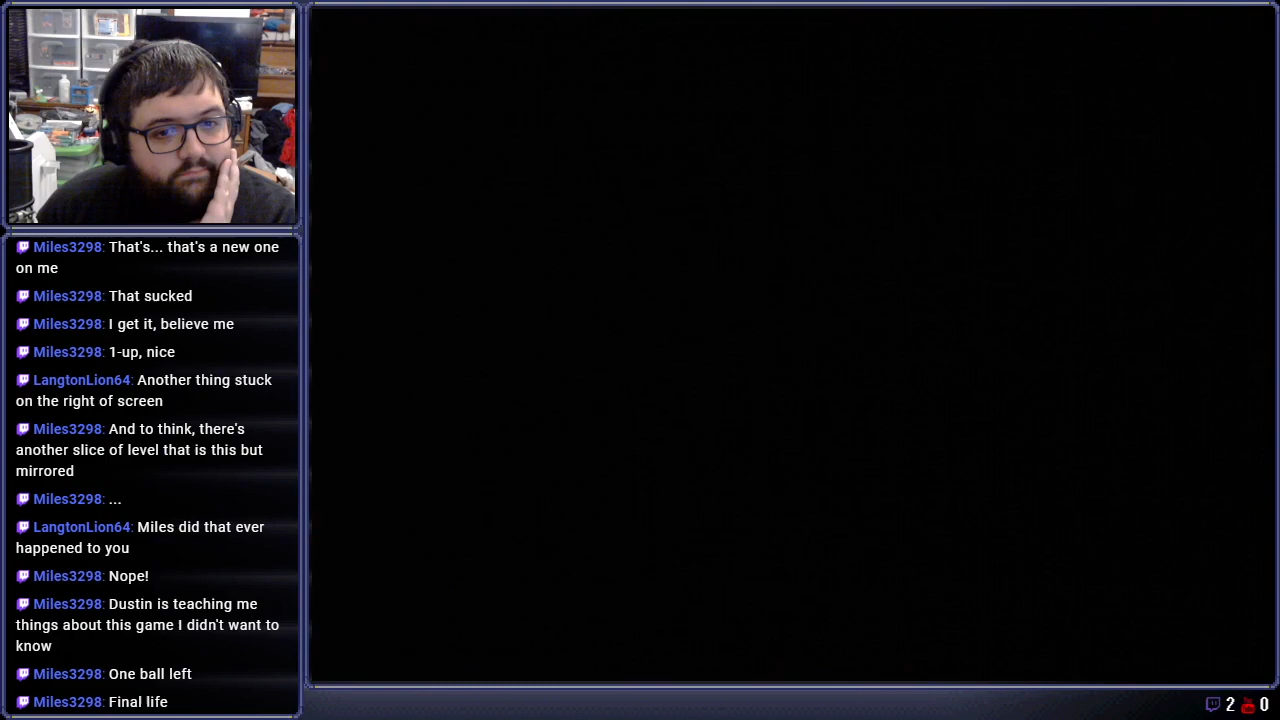 Miles3298: That's... that's a new one
on me
Miles3298: That sucked
Miles3298: I get it, believe me
Miles3298: 1-up, nice
LangtonLion64: Another thing stuck
on the right of screen
Miles3298: And to think, there's
another slice of level that is this but
mirrored
Miles3298: ...
LangtonLion64: Miles did that ever
happened to you
Miles3298: Nope!
Miles3298: Dustin is teaching me
things about this game I didn't want to
know
Miles3298: One ball left
Miles3298: Final life
2 0